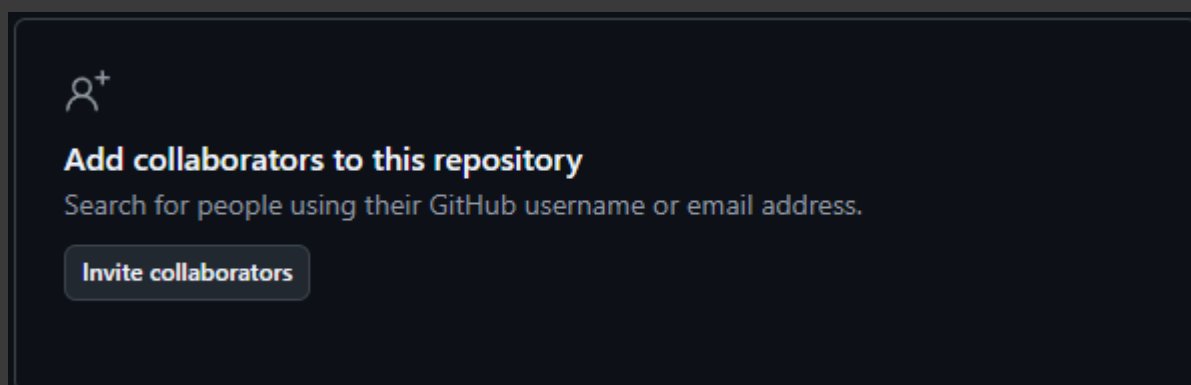 Add collaborators to this repository
Search for people using their GitHub username or email address.
Invite collaborators